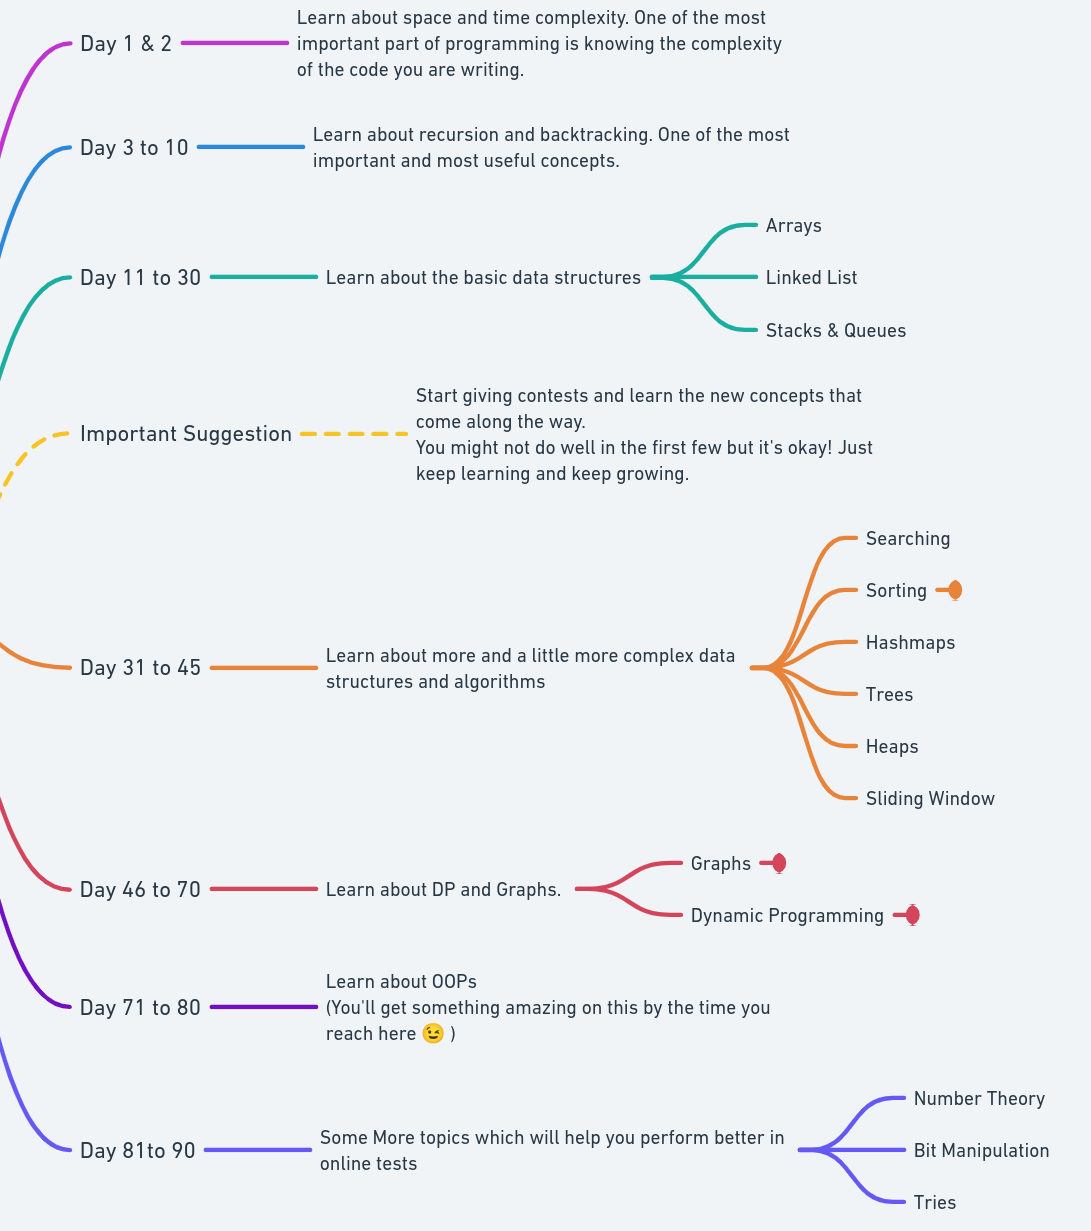 Day 1 & 2
Learn about space and time complexity. One of the most
important part of programming is knowing the complexity
of the code you are writing.
Day 3 to 10
Learn about recursion and backtracking. One of the most
important and most useful concepts.
Day 11 to 30
Learn about the basic data structures
Arrays
Linked List
Stacks & Queues
Important Suggestion
Start giving contests and learn the new concepts that
come along the way.
You might not do well in the first few but it's okay! Just
keep learning and keep growing.
Day 31 to 45
Learn about more and a little more complex data
structures and algorithms
Searching
Sorting
Hashmaps
Trees
Heaps
Sliding Window
Day 46 to 70
Learn about DP and Graphs.
Graphs
Dynamic Programming
Day 71 to 80
Learn about OOPs
(You'll get something amazing on this by the time you
reach here 😉 )
Day 81to 90
Some More topics which will help you perform better in
online tests
Number Theory
Bit Manipulation
Tries